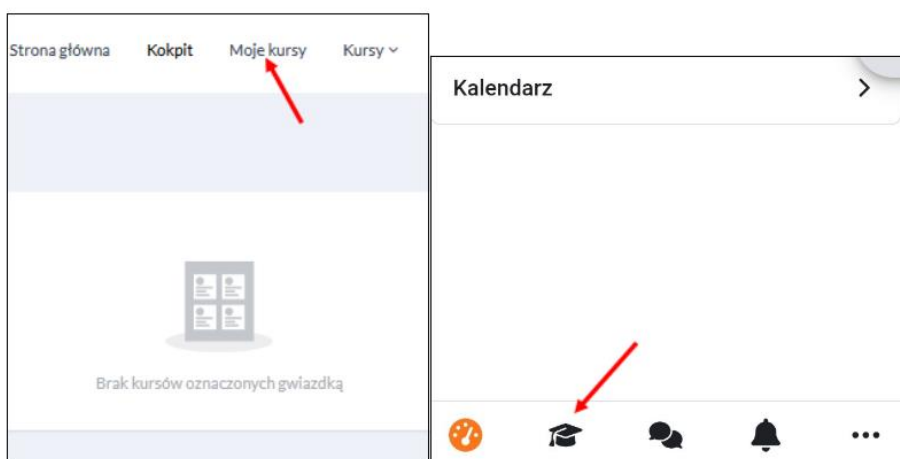 Strona główna Kokpit Moje kursy Kursy
Brak kursów oznaczonych gwiazdką
Kalendarz